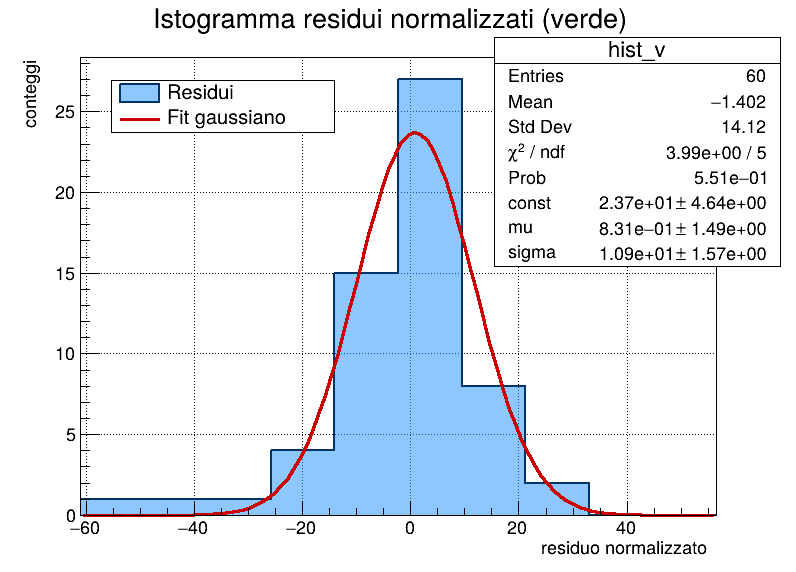 Istogramma residui normalizzati (verde)
hist_v
Entries 60
Mean −1.402
Std Dev 14.12
χ² / ndf 3.99e+00 / 5
Prob 5.51e−01
const 2.37e+01 ± 4.64e+00
mu 8.31e−01 ± 1.49e+00
sigma 1.09e+01 ± 1.57e+00
Residui
Fit gaussiano
conteggi
25
20
15
10
5
0
−60 −40 −20 0 20 40
residuo normalizzato